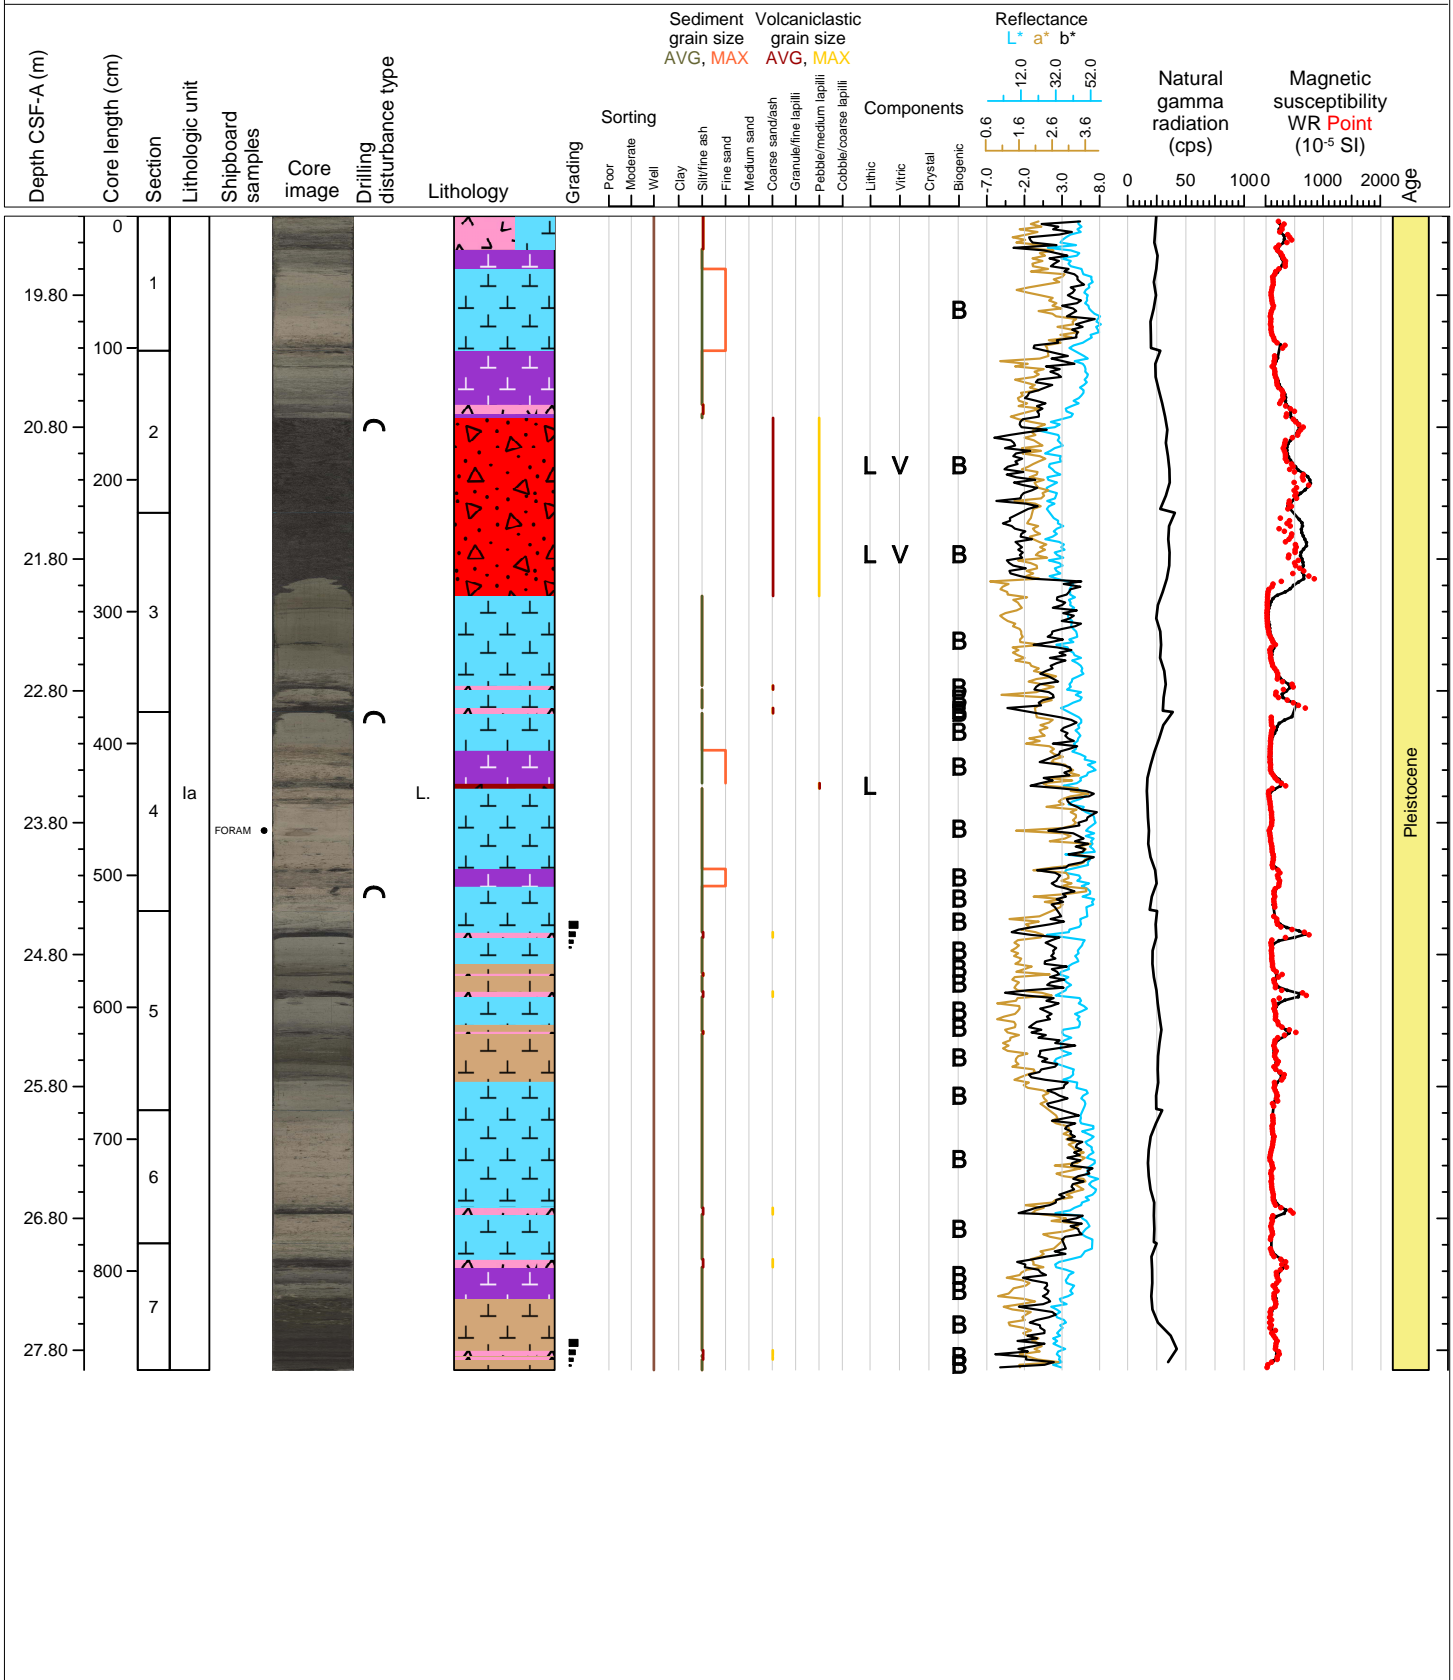 Depth CSF-A (m)
Core length (cm)
Section
Lithologic unit
Shipboard
samples
Core
image
Drilling
disturbance type
Lithology
Grading
Sorting
Poor
Moderate
Well
Sediment
grain size
AVG, MAX
Volcaniclastic
grain size
AVG, MAX
Clay
Silt/fine ash
Fine sand
Medium sand
Coarse sand/ash
Granule/fine lapilli
Pebble/medium lapilli
Cobble/coarse lapilli
Components
Lithic
Vitric
Crystal
Biogenic
Reflectance
L* a* b*
12.0 32.0 52.0
0.6 1.6 2.6 3.6
-7.0 -2.0 3.0 8.0
Natural
gamma
radiation
(cps)
0 50 100
Magnetic
susceptibility
WR Point
(10-5 SI)
0 1000 2000
Age
0
1
19.80
B
100
20.80
2
L V B
200
21.80
L V B
300
3
B
22.80
B
B
B
B
B
400
B
B
Ia
L.
L
4
23.80
FORAM
B
500
B
B
B
24.80
B
B
B
600
5
B
B
B
25.80
B
700
B
6
26.80
B
800
B
B
7
B
27.80
B
B
Pleistocene